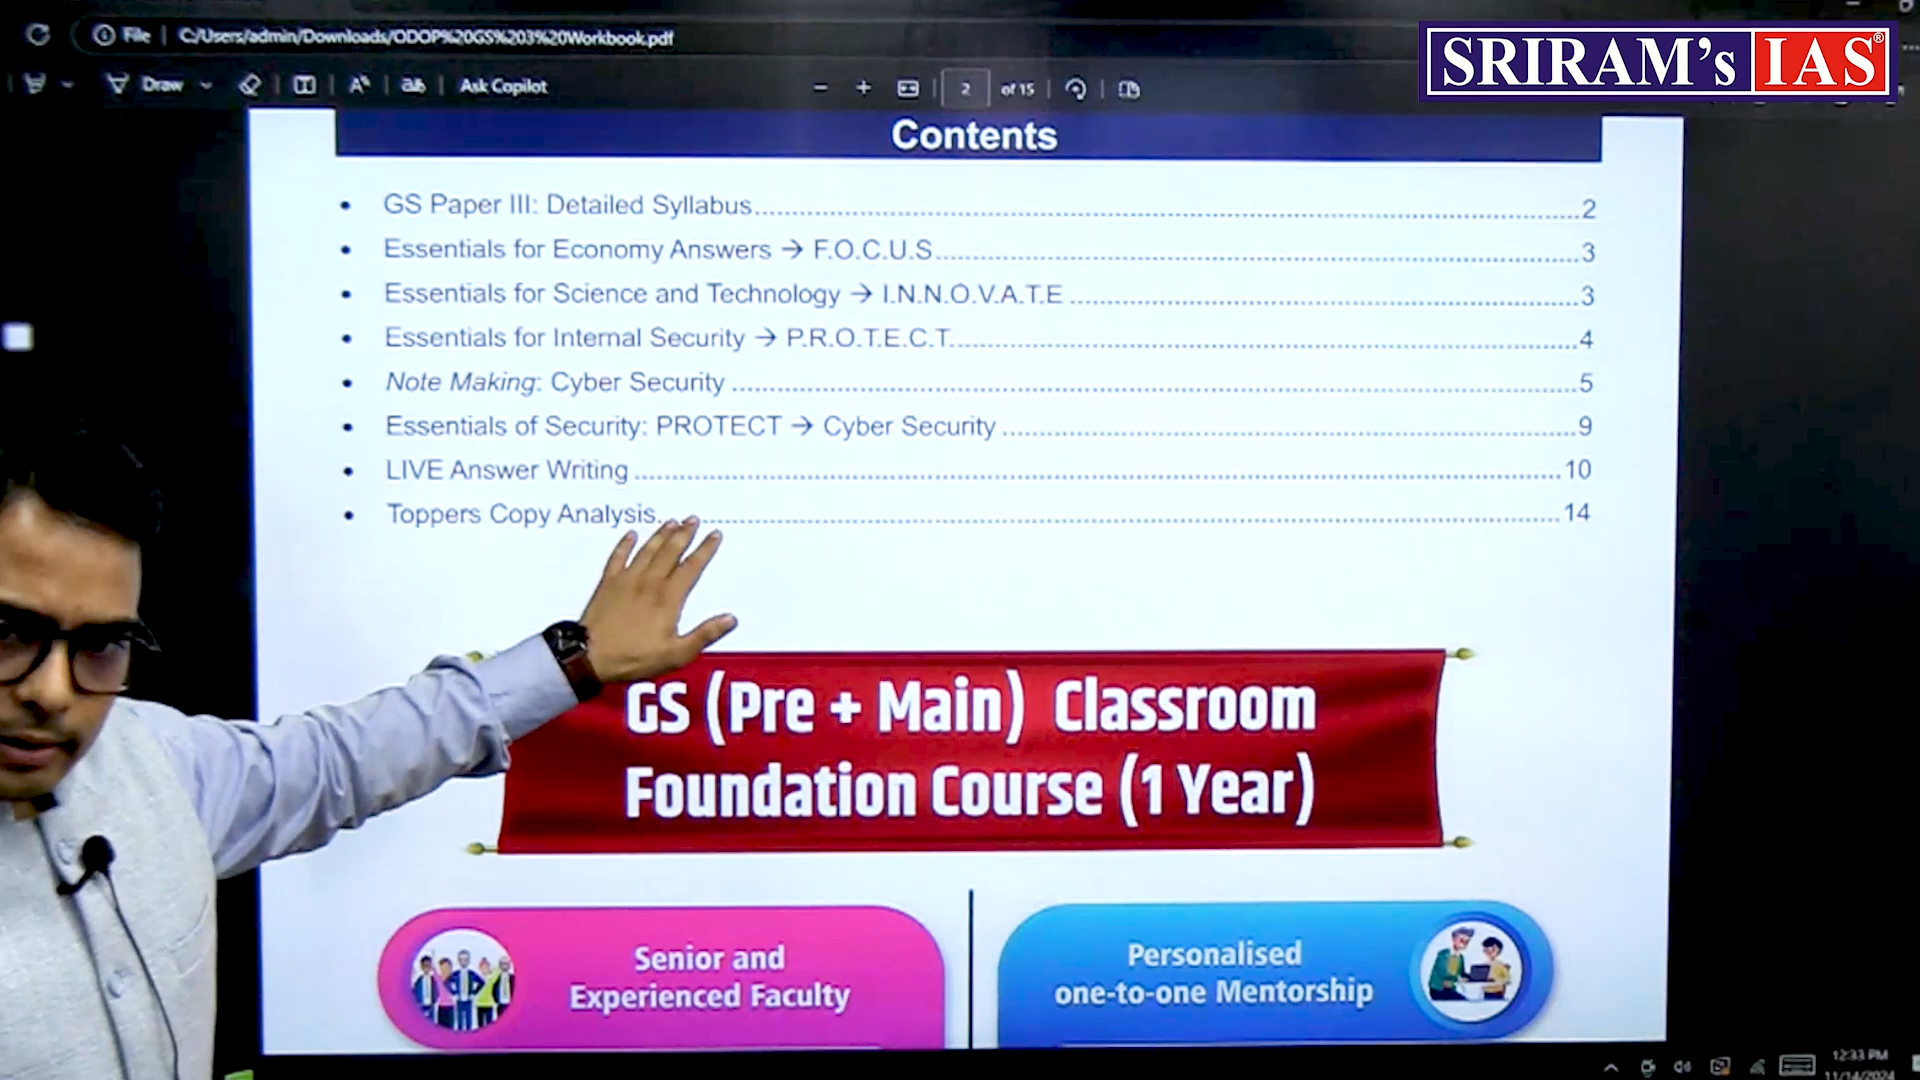 File | C:/Users/admin/Downloads/ODOP%20GS%203%20Workbook.pdf
SRIRAM's IAS®
Draw
Ask Copilot
2 of 15
Contents
• GS Paper III: Detailed Syllabus 2
• Essentials for Economy Answers → F.O.C.U.S 3
• Essentials for Science and Technology → I.N.N.O.V.A.T.E 3
• Essentials for Internal Security → P.R.O.T.E.C.T 4
• Note Making: Cyber Security 5
• Essentials of Security: PROTECT → Cyber Security 9
• LIVE Answer Writing 10
• Toppers Copy Analysis 14
GS (Pre + Main) Classroom
Foundation Course (1 Year)
Senior and
Experienced Faculty
Personalised
one-to-one Mentorship
12:33 PM
11/14/2024